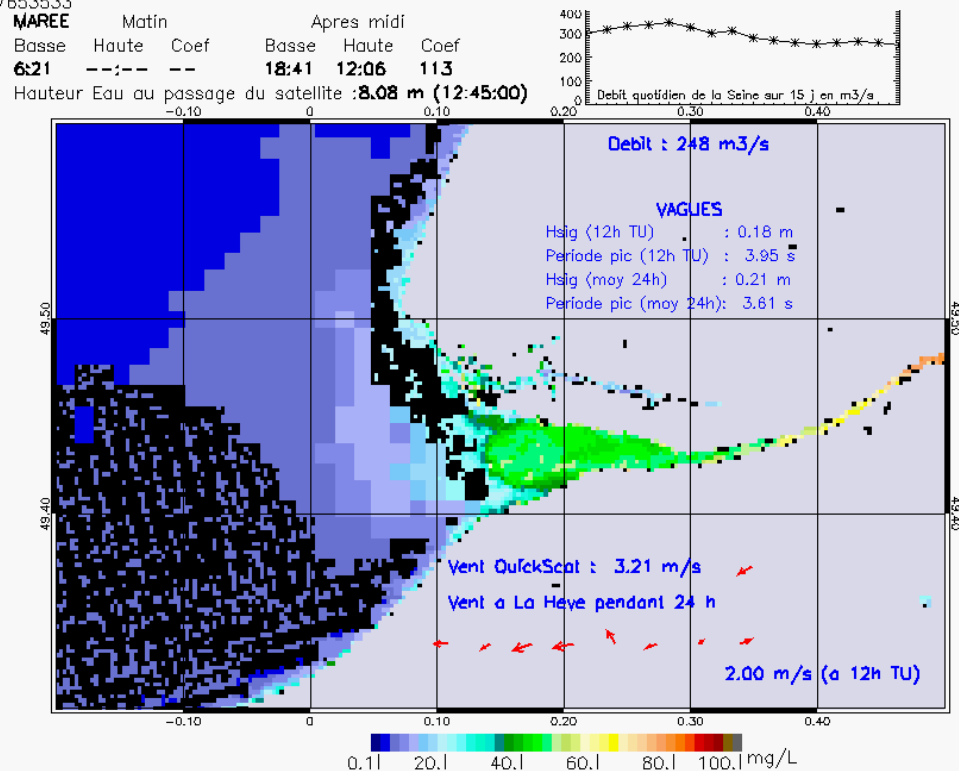 MAREE Matin Apres midi
Basse Haute Coef Basse Haute Coef
6:21 --:-- -- 18:41 12:06 113
Hauteur Eau au passage du satellite :8.08 m (12:45:00)
400
300
200
100
0
Debit quotidien de la Seine sur 15 j en m3/s
-0.10 0 0.10 0.20 0.30 0.40
Debit : 248 m3/s
VAGUES
Hsig (12h TU) : 0.18 m
Periode pic (12h TU) : 3.95 s
Hsig (moy 24h) : 0.21 m
Periode pic (moy 24h): 3.61 s
49.50 49.50
49.40 49.40
Vent QuickScat : 3.21 m/s
Vent a La Heve pendant 24 h
2.00 m/s (a 12h TU)
-0.10 0 0.10 0.20 0.30 0.40
0.1| 20.| 40.| 60.| 80.| 100.| mg/L